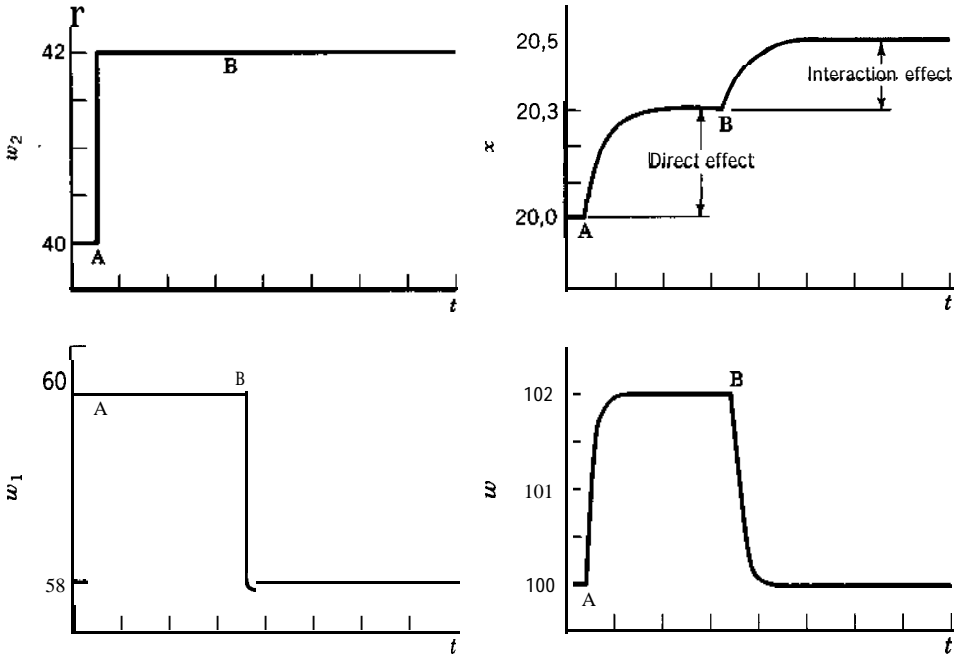 r
42
B
w₂
40
A
t
20,5
Interaction effect
20,3
B
x
Direct effect
20,0
A
t
60
B
A
w₁
58
t
B
102
w
101
100
A
t